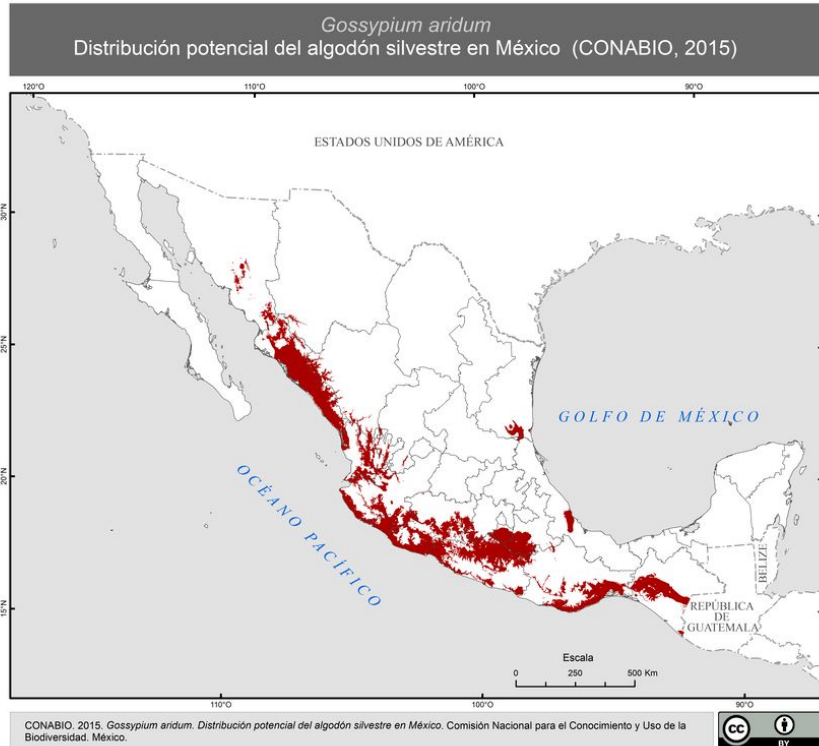 Gossypium aridum
Distribución potencial del algodón silvestre en México (CONABIO, 2015)
120°O
110°O
100°O
90°O
ESTADOS UNIDOS DE AMÉRICA
30°N
25°N
GOLFO DE MÉXICO
20°N
OCÉANO PACÍFICO
BELIZE
15°N
REPÚBLICA
DE
GUATEMALA
Escala
0 250 500 Km
110°O
100°O
90°O
CONABIO. 2015. Gossypium aridum. Distribución potencial del algodón silvestre en México. Comisión Nacional para el Conocimiento y Uso de la
Biodiversidad. México.
cc
BY